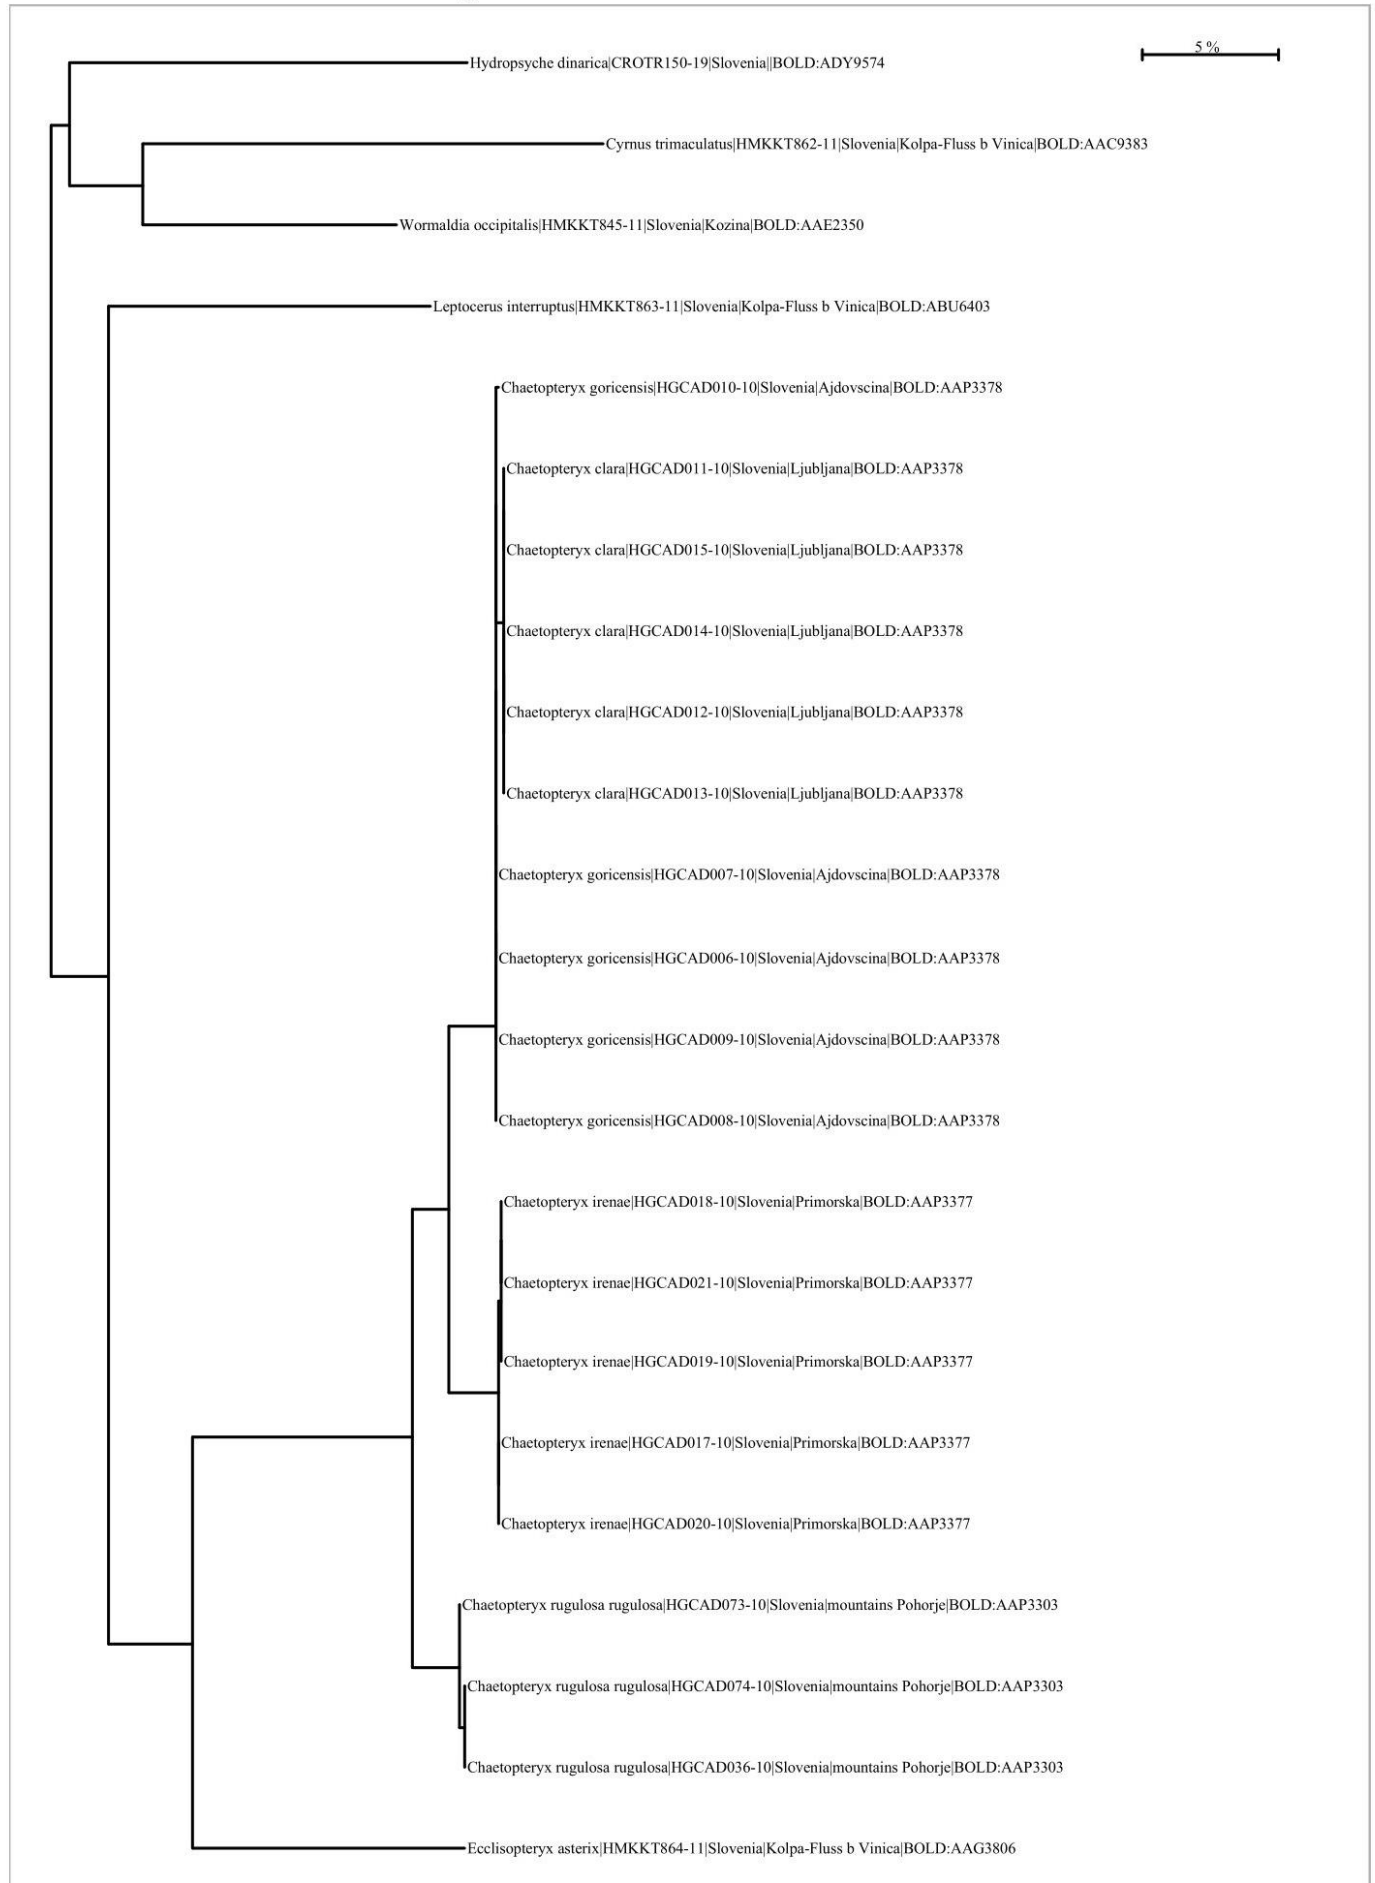 5 %
Hydropsyche dinarica|CROTR150-19|Slovenia||BOLD:ADY9574
Cyrnus trimaculatus|HMKKT862-11|Slovenia|Kolpa-Fluss b Vinica|BOLD:AAC9383
Wormaldia occipitalis|HMKKT845-11|Slovenia|Kozina|BOLD:AAE2350
Leptocerus interruptus|HMKKT863-11|Slovenia|Kolpa-Fluss b Vinica|BOLD:ABU6403
Chaetopteryx goricensis|HGCAD010-10|Slovenia|Ajdovscina|BOLD:AAP3378
Chaetopteryx clara|HGCAD011-10|Slovenia|Ljubljana|BOLD:AAP3378
Chaetopteryx clara|HGCAD015-10|Slovenia|Ljubljana|BOLD:AAP3378
Chaetopteryx clara|HGCAD014-10|Slovenia|Ljubljana|BOLD:AAP3378
Chaetopteryx clara|HGCAD012-10|Slovenia|Ljubljana|BOLD:AAP3378
Chaetopteryx clara|HGCAD013-10|Slovenia|Ljubljana|BOLD:AAP3378
Chaetopteryx goricensis|HGCAD007-10|Slovenia|Ajdovscina|BOLD:AAP3378
Chaetopteryx goricensis|HGCAD006-10|Slovenia|Ajdovscina|BOLD:AAP3378
Chaetopteryx goricensis|HGCAD009-10|Slovenia|Ajdovscina|BOLD:AAP3378
Chaetopteryx goricensis|HGCAD008-10|Slovenia|Ajdovscina|BOLD:AAP3378
Chaetopteryx irenae|HGCAD018-10|Slovenia|Primorska|BOLD:AAP3377
Chaetopteryx irenae|HGCAD021-10|Slovenia|Primorska|BOLD:AAP3377
Chaetopteryx irenae|HGCAD019-10|Slovenia|Primorska|BOLD:AAP3377
Chaetopteryx irenae|HGCAD017-10|Slovenia|Primorska|BOLD:AAP3377
Chaetopteryx irenae|HGCAD020-10|Slovenia|Primorska|BOLD:AAP3377
Chaetopteryx rugulosa rugulosa|HGCAD073-10|Slovenia|mountains Pohorje|BOLD:AAP3303
Chaetopteryx rugulosa rugulosa|HGCAD074-10|Slovenia|mountains Pohorje|BOLD:AAP3303
Chaetopteryx rugulosa rugulosa|HGCAD036-10|Slovenia|mountains Pohorje|BOLD:AAP3303
Ecclisopteryx asterix|HMKKT864-11|Slovenia|Kolpa-Fluss b Vinica|BOLD:AAG3806